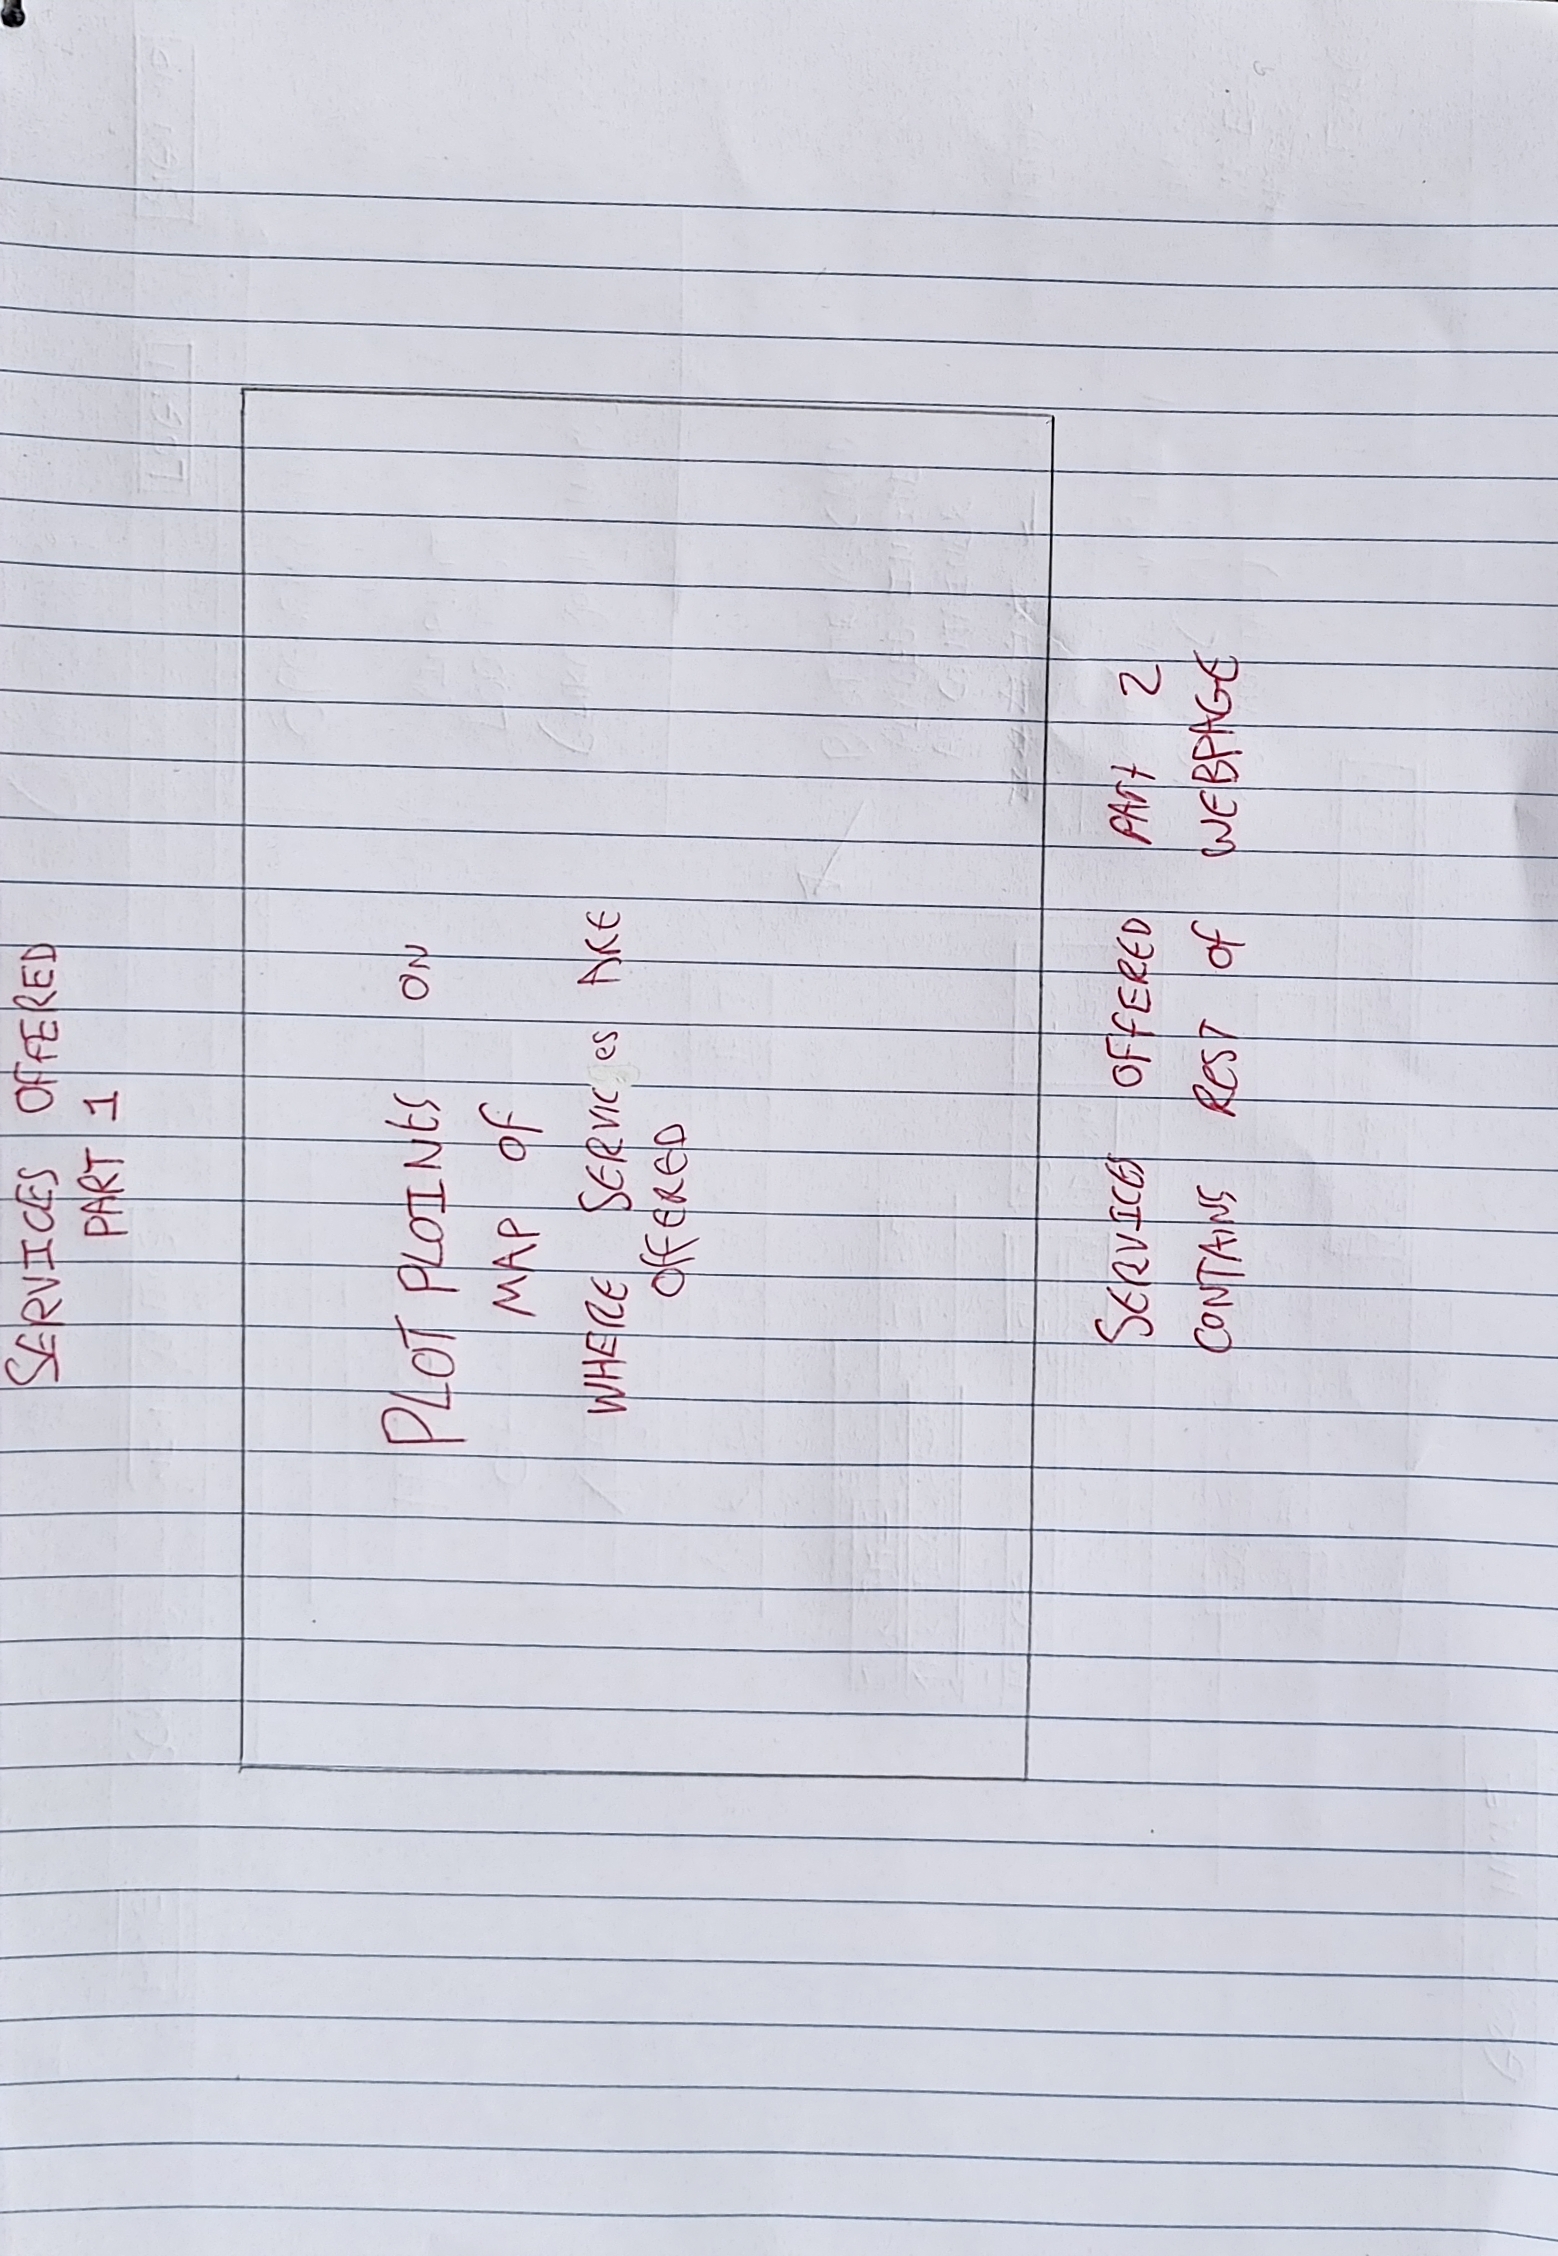 SERVICES OFFERED
PART 1
PLOT PLOINTS ON
MAP OF
WHERE SERVICES ARE
OFFERED
SERVICES OFFERED PART 2
CONTAINS REST OF WEBPAGE